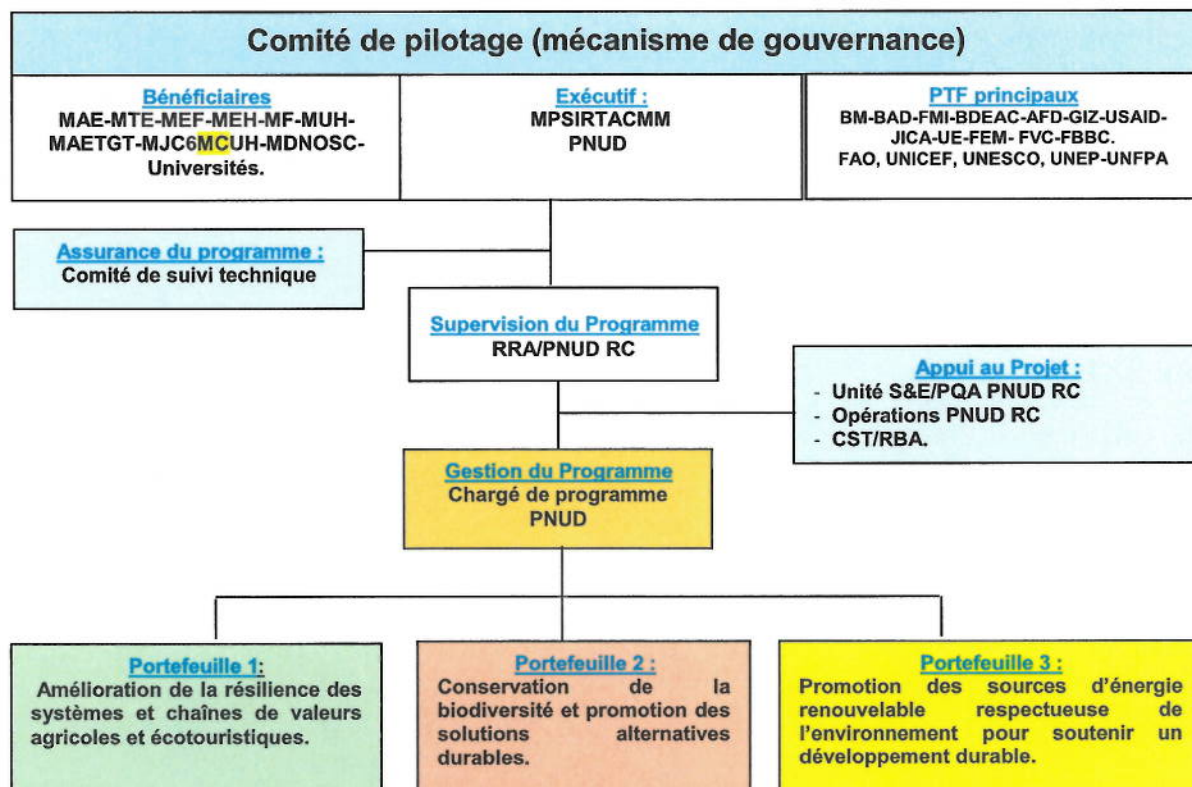 Comité de pilotage (mécanisme de gouvernance)
Bénéficiaires
MAE-MTE-MEF-MEH-MF-MUH-
MAETGT-MJC6MCUH-MDNOSC-
Universités.
Exécutif :
MPSIRTACMM
PNUD
PTF principaux
BM-BAD-FMI-BDEAC-AFD-GIZ-USAID-
JICA-UE-FEM- FVC-FBBC.
FAO, UNICEF, UNESCO, UNEP-UNFPA
Assurance du programme :
Comité de suivi technique
Supervision du Programme
RRA/PNUD RC
Appui au Projet :
- Unité S&E/PQA PNUD RC
- Opérations PNUD RC
- CST/RBA.
Gestion du Programme
Chargé de programme
PNUD
Portefeuille 1:
Amélioration de la résilience des
systèmes et chaînes de valeurs
agricoles et écotouristiques.
Portefeuille 2 :
Conservation de la
biodiversité et promotion des
solutions alternatives
durables.
Portefeuille 3 :
Promotion des sources d'énergie
renouvelable respectueuse de
l'environnement pour soutenir un
développement durable.